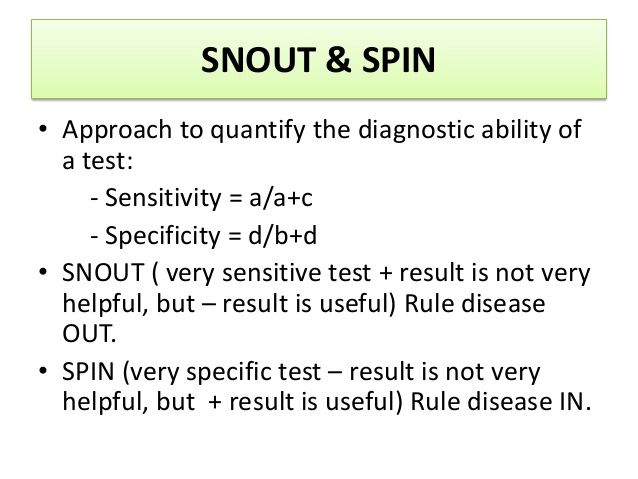 SNOUT & SPIN
• Approach to quantify the diagnostic ability of
a test:
- Sensitivity = a/a+c
- Specificity = d/b+d
• SNOUT ( very sensitive test + result is not very
helpful, but – result is useful) Rule disease
OUT.
• SPIN (very specific test – result is not very
helpful, but  + result is useful) Rule disease IN.